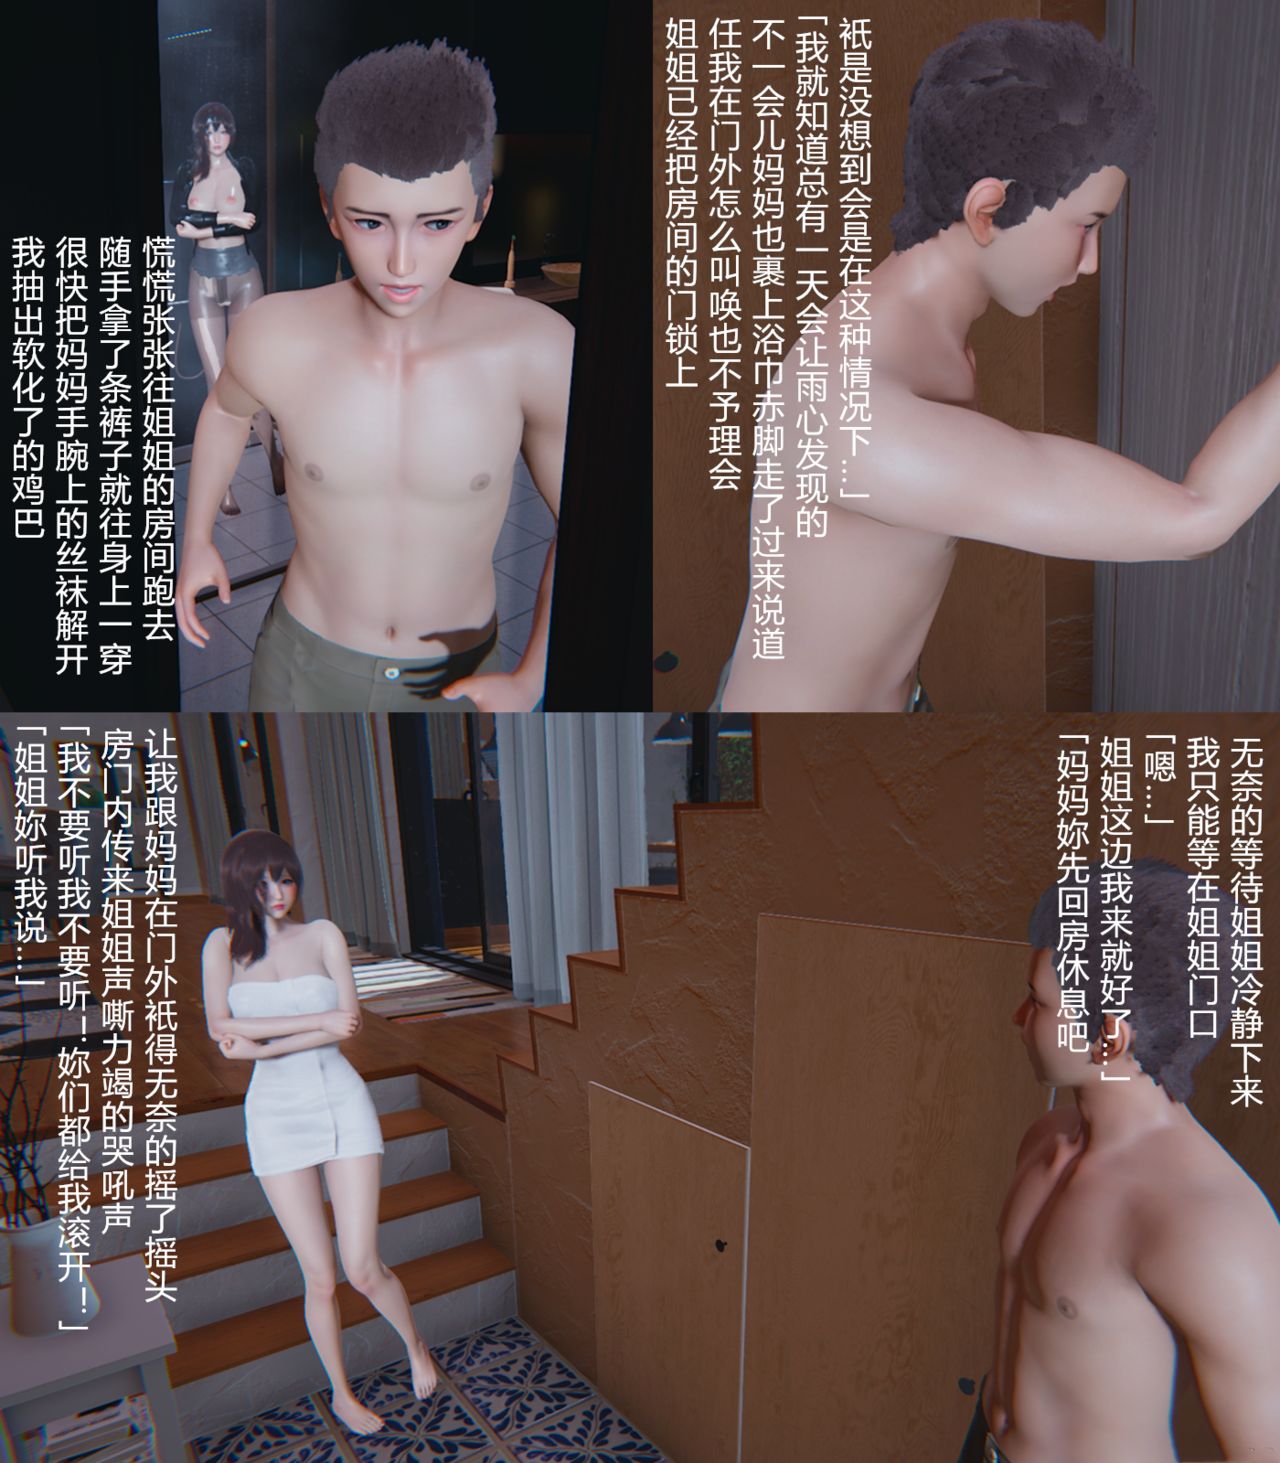 我抽出软化了的鸡巴
很快把妈妈手腕上的丝袜解开
随手拿了条裤子就往身上一穿
慌慌张张往姐姐的房间跑去
姐姐已经把房间的门锁上
任我在门外怎么叫唤也不予理会
不一会儿妈妈也裹上浴巾赤脚走了过来说道
「我就知道总有一天会让雨心发现的
祇是没想到会是在这种情况下...」
「姐姐妳听我说...」
「我不要听我不要听！妳们都给我滚开！」
房门内传来姐姐声嘶力竭的哭吼声
让我跟妈妈在门外祇得无奈的摇了摇头
「妈妈妳先回房休息吧
姐姐这边我来就好了...」
「嗯...」
我只能等在姐姐门口
无奈的等待姐姐冷静下来